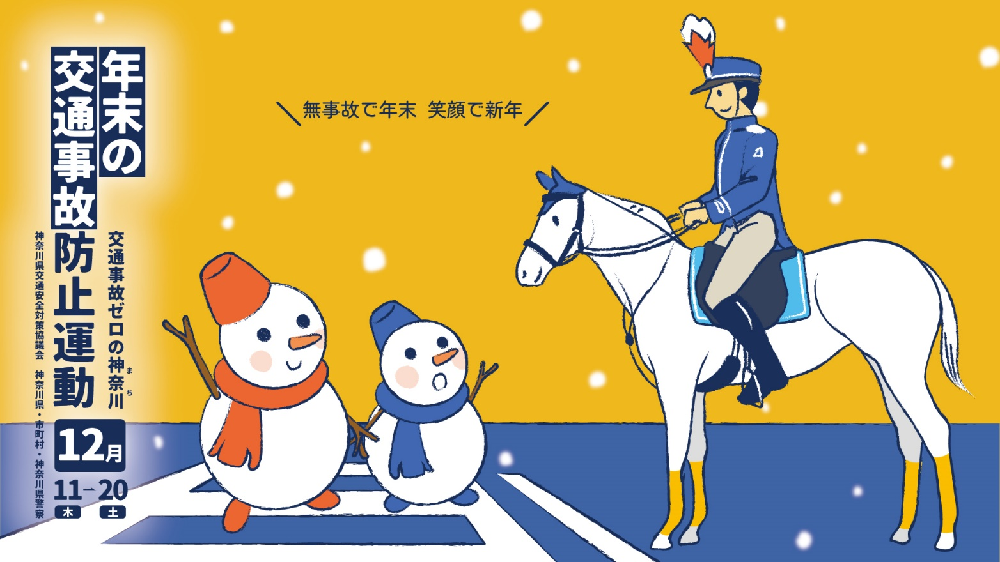 年末の
交通事故防止運動
交通事故ゼロの神奈川
まち
神奈川県交通安全対策協議会 神奈川県・市町村・神奈川県警察
12月
11→20
木 土
無事故で年末 笑顔で新年